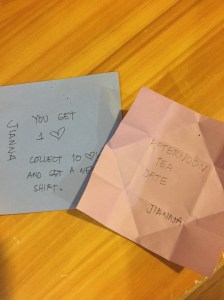 YOU GET
1 ♡
COLLECT 10 ♡
AND GET A NEW
SHIRT.
JIANNA
AFTERNOON
TEA
DATE
JIANNA